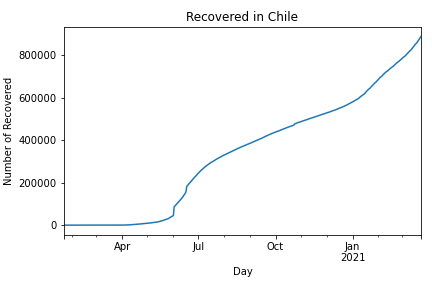 Recovered in Chile
Number of Recovered
800000
600000
400000
200000
0
Apr Jul Oct Jan
2021
Day